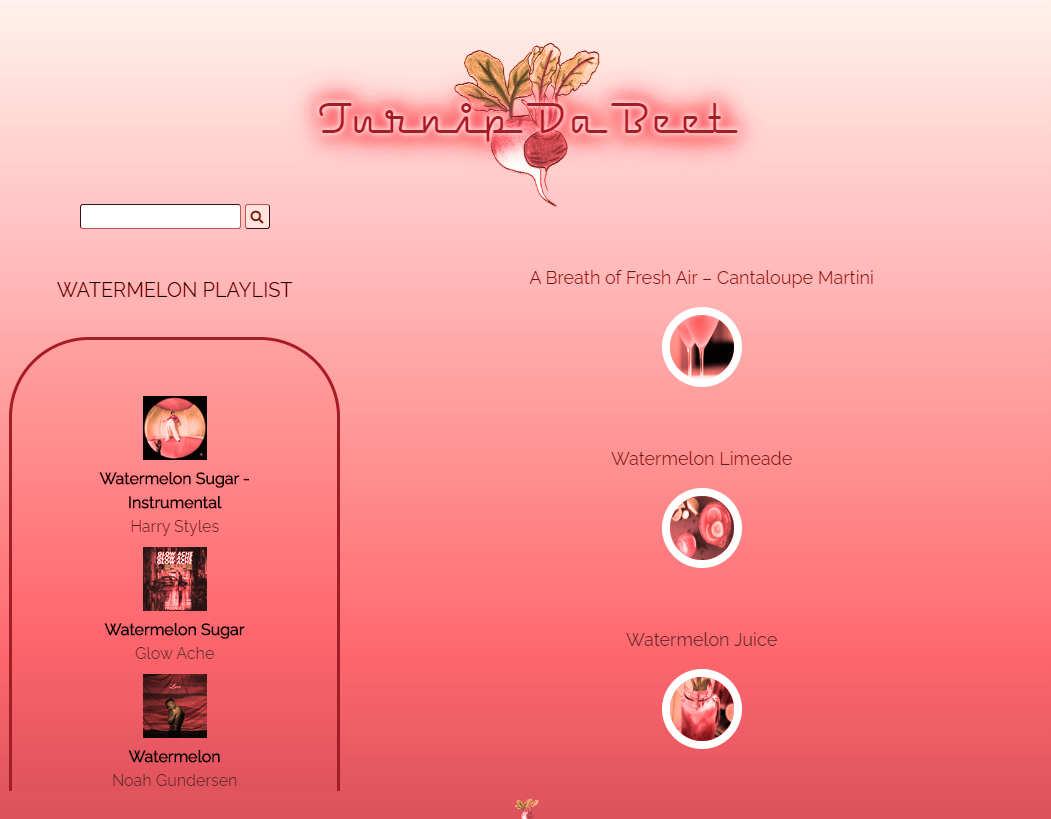 Turnip Da Beet
WATERMELON PLAYLIST
Watermelon Sugar -
Instrumental
Harry Styles
GLOW ACHE
GLOW ACHE
GLOW ACHE
Watermelon Sugar
Glow Ache
Watermelon
Noah Gundersen
A Breath of Fresh Air – Cantaloupe Martini
Watermelon Limeade
Watermelon Juice